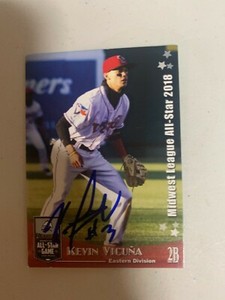 Midwest League All-Star 2018
ALL-STAR
GAME
KEVIN VICUÑA
Eastern Division
2B